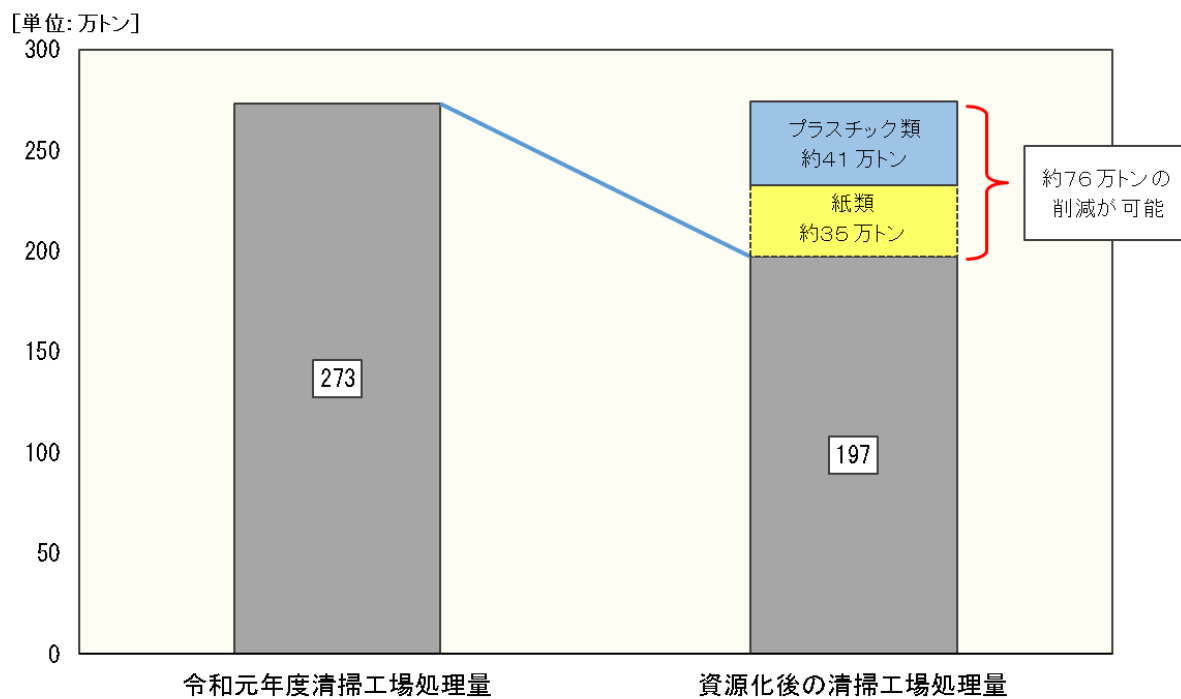 [単位: 万トン]
300
250
200
150
100
50
0
273
プラスチック類
約41万トン
紙類
約35万トン
197
約76万トンの
削減が可能
令和元年度清掃工場処理量
資源化後の清掃工場処理量